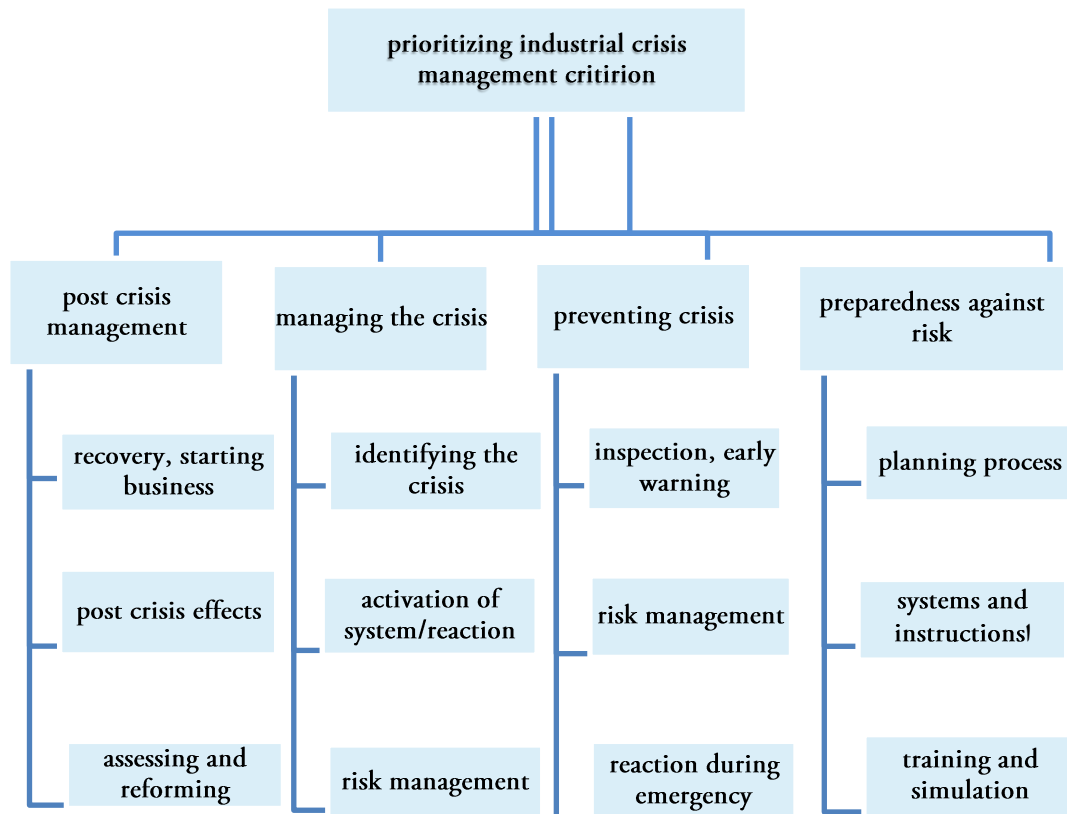 prioritizing industrial crisis
management critirion
post crisis
management
managing the crisis
preventing crisis
preparedness against
risk
recovery, starting
business
post crisis effects
assessing and
reforming
identifying the
crisis
activation of
system/reaction
risk management
inspection, early
warning
risk management
reaction during
emergency
planning process
systems and
instructions
training and
simulation